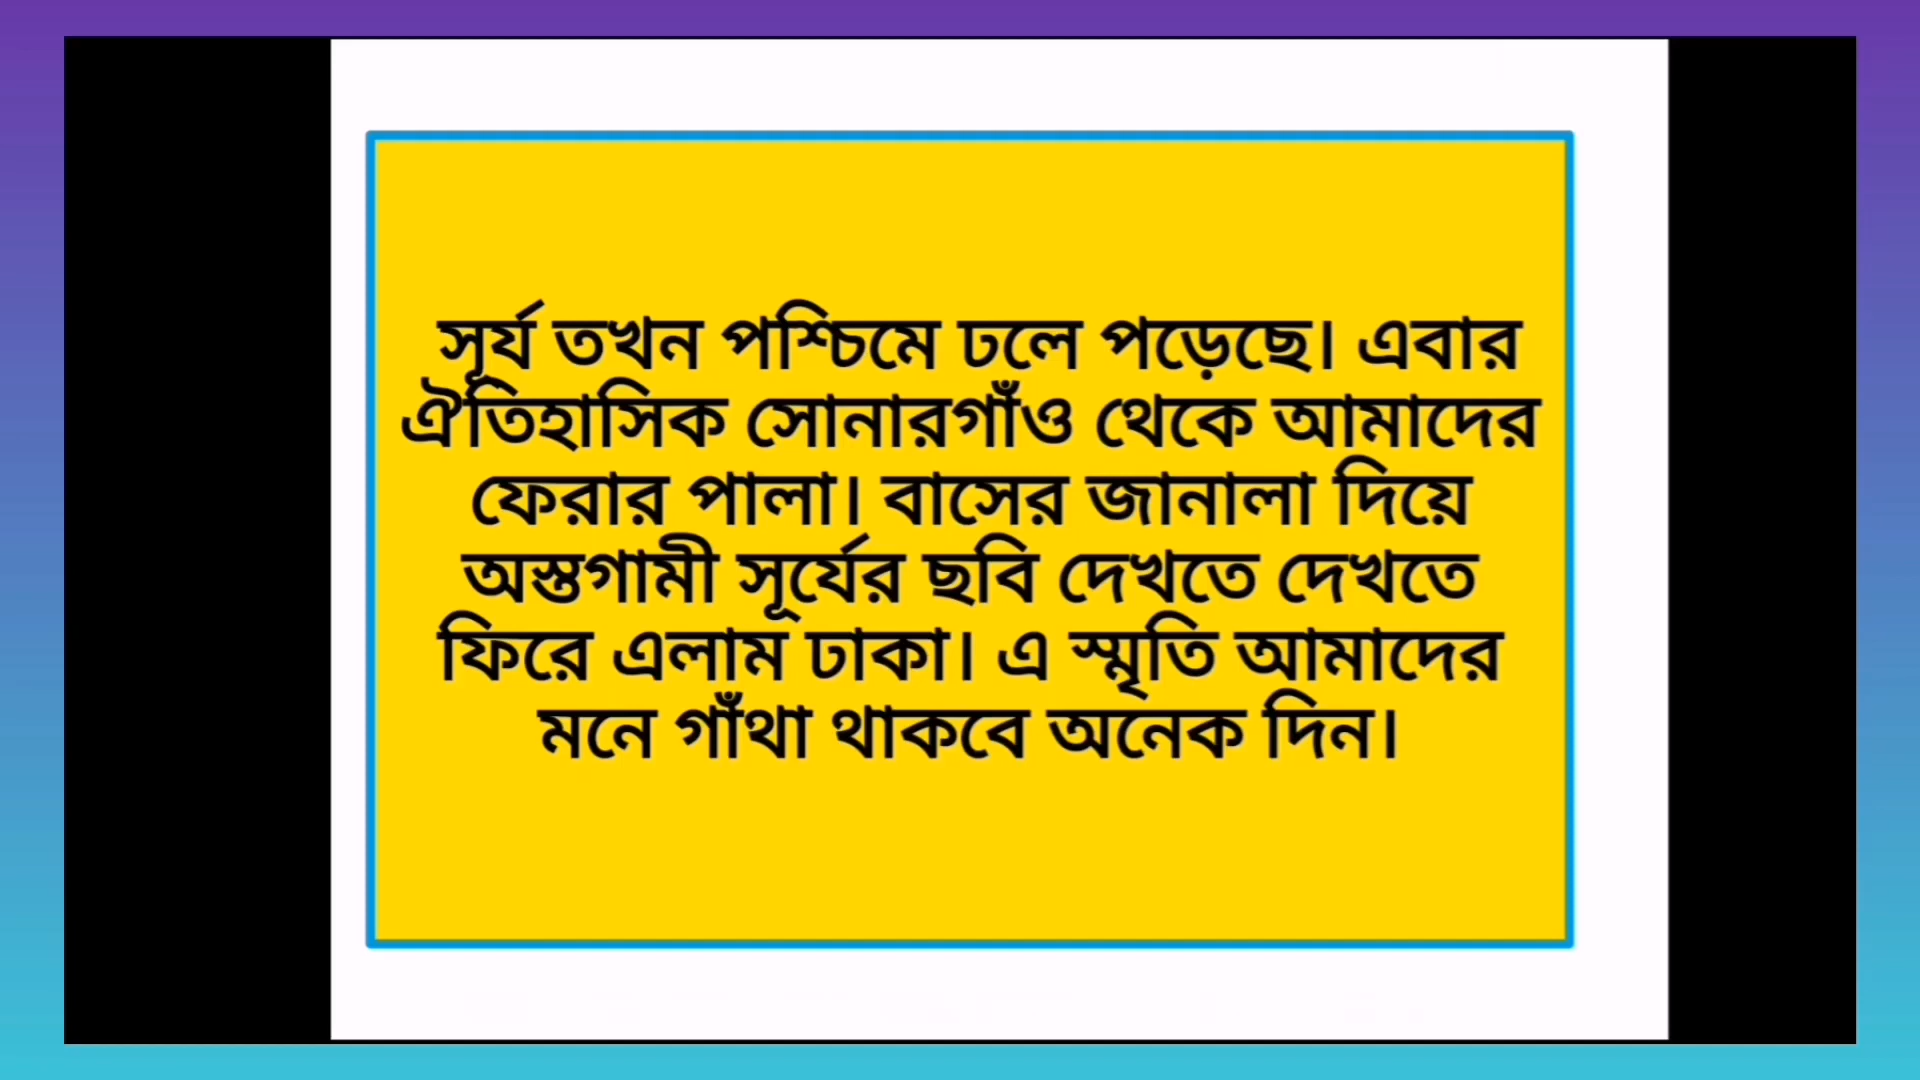 সূর্য তখন পশ্চিমে ঢলে পড়েছে। এবার
ঐতিহাসিক সোনারগাঁও থেকে আমাদের
ফেরার পালা। বাসের জানালা দিয়ে
অস্তগামী সূর্যের ছবি দেখতে দেখতে
ফিরে এলাম ঢাকা। এ স্মৃতি আমাদের
মনে গাঁথা থাকবে অনেক দিন।